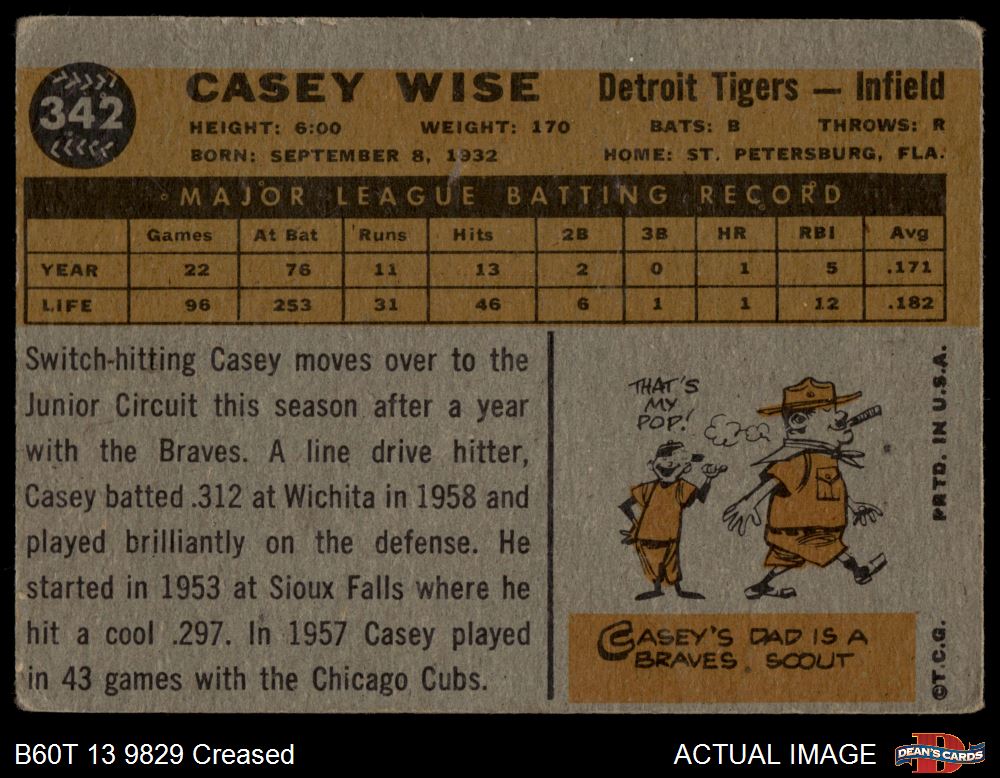 342
CASEY WISE
Detroit Tigers — Infield
HEIGHT: 6:00 WEIGHT: 170 BATS: B THROWS: R
BORN: SEPTEMBER 8, 1932 HOME: ST. PETERSBURG, FLA.
MAJOR LEAGUE BATTING RECORD
Games At Bat Runs Hits 2B 3B HR RBI Avg
YEAR 22 76 11 13 2 0 1 5 .171
LIFE 96 253 31 46 6 1 1 12 .182
Switch-hitting Casey moves over to the
Junior Circuit this season after a year
with the Braves. A line drive hitter,
Casey batted .312 at Wichita in 1958 and
played brilliantly on the defense. He
started in 1953 at Sioux Falls where he
hit a cool .297. In 1957 Casey played
in 43 games with the Chicago Cubs.
THAT'S
MY
POP!
CASEY'S DAD IS A
BRAVES SCOUT
©T.C.G. PRTD. IN U.S.A.
B60T 13 9829 Creased
ACTUAL IMAGE
DEAN'S CARDS